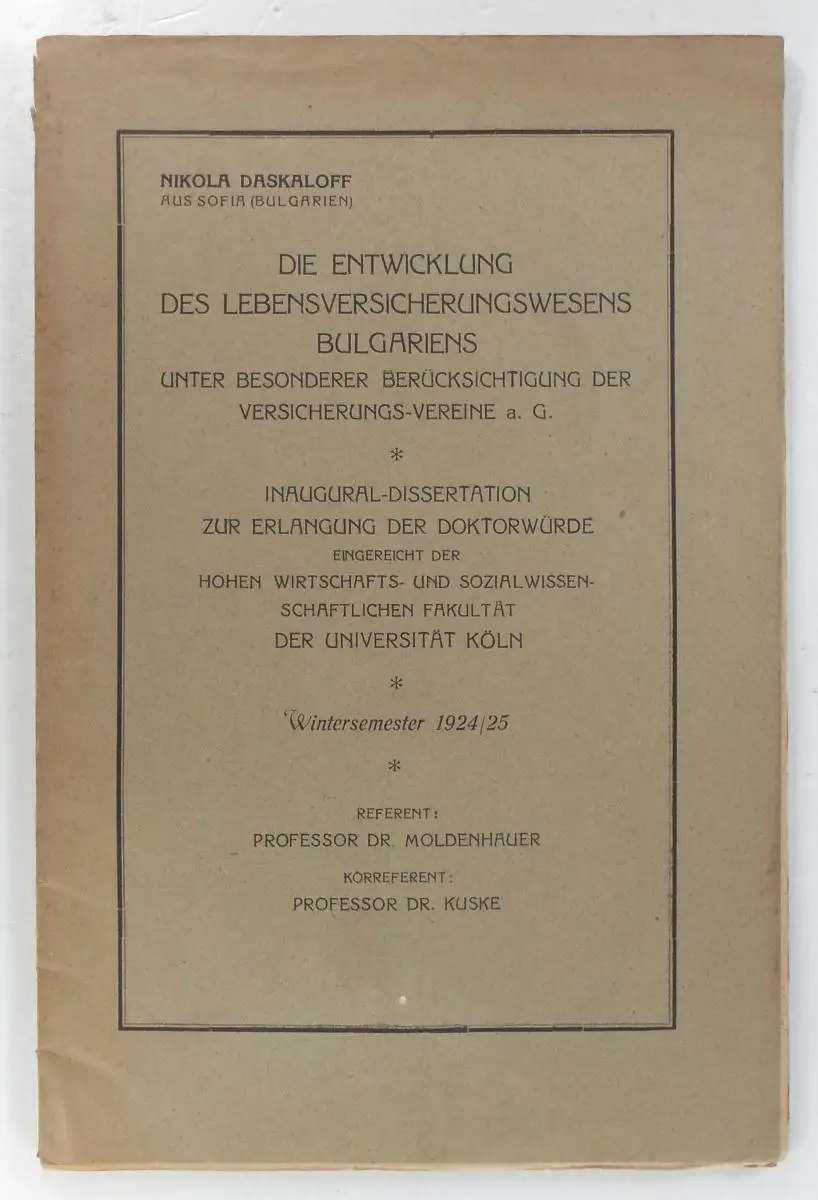 NIKOLA DASKALOFF
AUS SOFIA (BULGARIEN)
DIE ENTWICKLUNG
DES LEBENSVERSICHERUNGSWESENS
BULGARIENS
UNTER BESONDERER BERÜCKSICHTIGUNG DER
VERSICHERUNGS-VEREINE a. G.
*
INAUGURAL-DISSERTATION
ZUR ERLANGUNG DER DOKTORWÜRDE
EINGEREICHT DER
HOHEN WIRTSCHAFTS- UND SOZIALWISSEN-
SCHAFTLICHEN FAKULTÄT
DER UNIVERSITÄT KÖLN
*
Wintersemester 1924/25
*
REFERENT:
PROFESSOR DR. MOLDENHAUER
KORREFERENT:
PROFESSOR DR. KUSKE